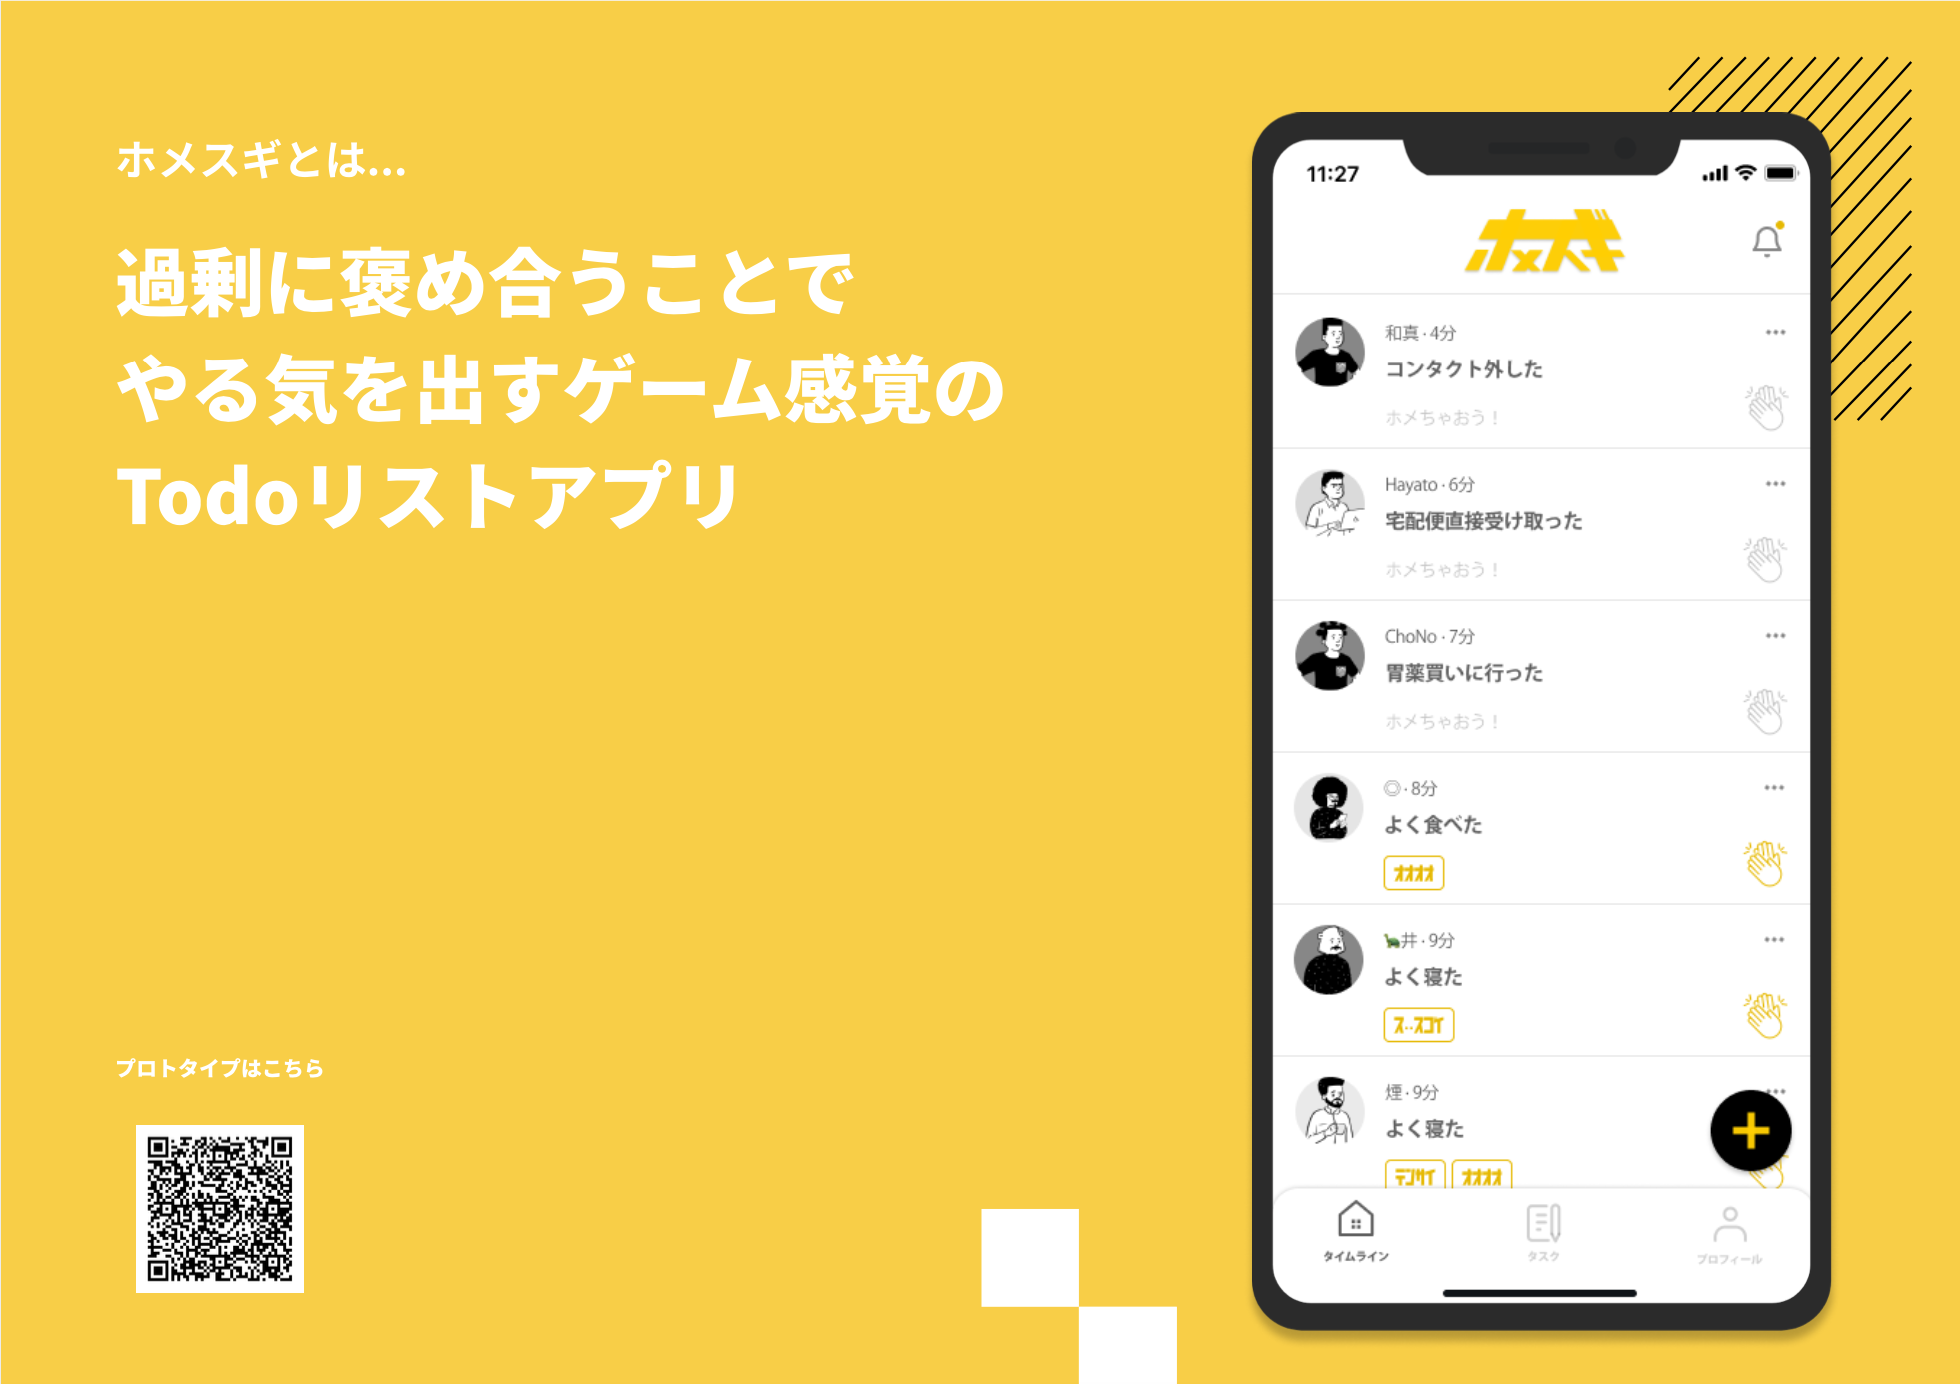 ホメスギとは...
過剰に褒め合うことで
やる気を出すゲーム感覚の
Todoリストアプリ
プロトタイプはこちら
11:27
ホメスギ
和真・4分
コンタクト外した
ホメちゃおう！
Hayato・6分
宅配便直接受け取った
ホメちゃおう！
ChoNo・7分
胃薬買いに行った
ホメちゃおう！
◎・8分
よく食べた
オオオオ
🐢井・9分
よく寝た
ス‥スゴイ
煙・9分
よく寝た
テンサイ オオオオ
タイムライン タスク プロフィール